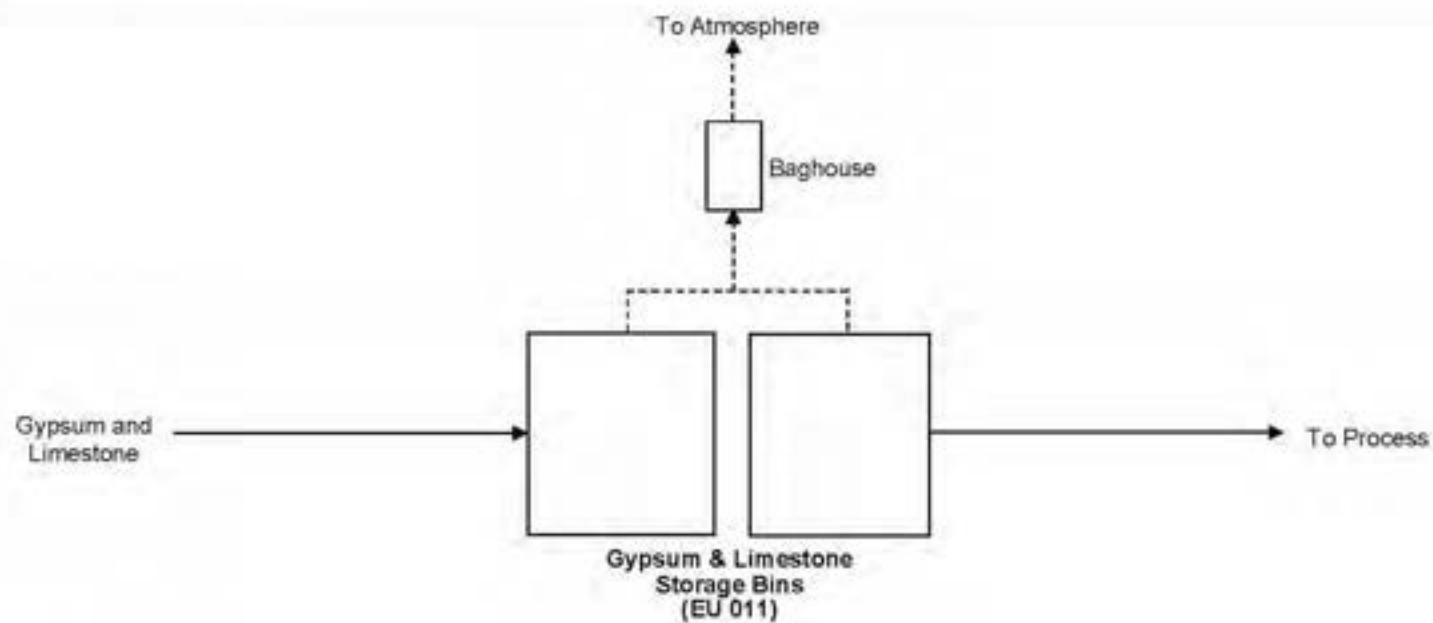 To Atmosphere
Baghouse
Gypsum and
Limestone
To Process
Gypsum & Limestone
Storage Bins
(EU 011)